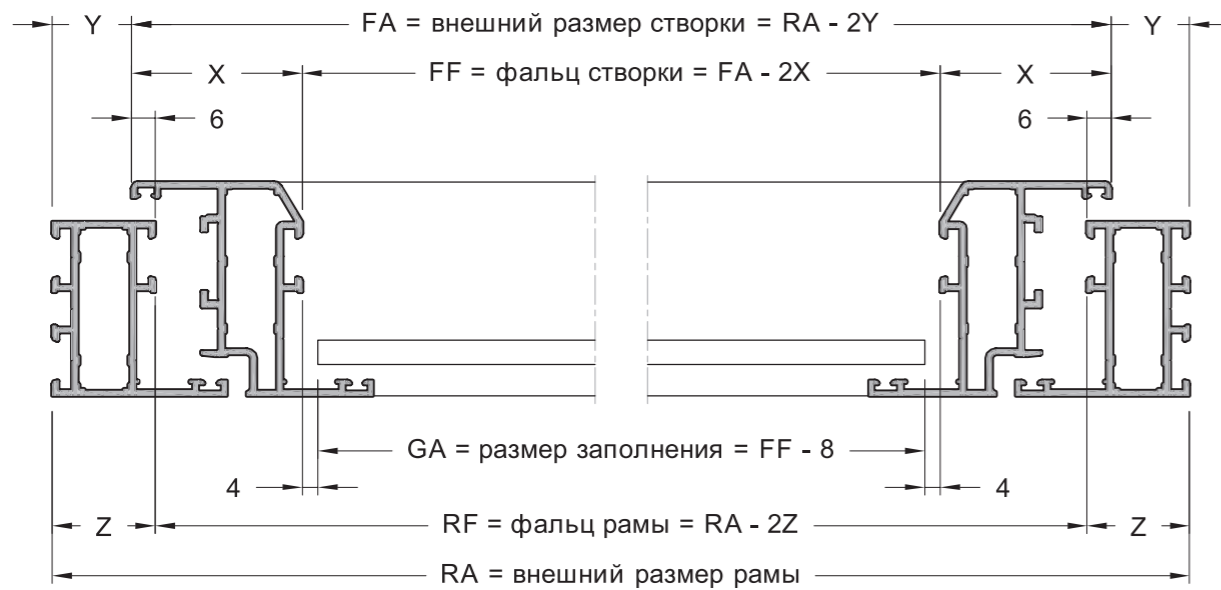 Y FA = внешний размер створки = RA - 2Y Y
X FF = фальц створки = FA - 2X X
6 6
GA = размер заполнения = FF - 8
4 4
Z RF = фальц рамы = RA - 2Z Z
RA = внешний размер рамы